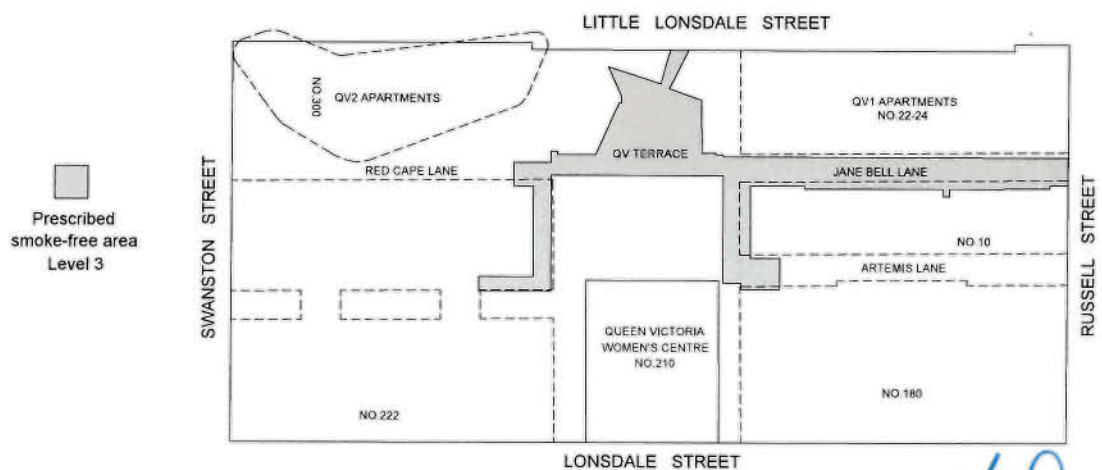 LITTLE LONSDALE STREET
NO.300
QV2 APARTMENTS
QV1 APARTMENTS
NO.22-24
QV TERRACE
RED CAPE LANE
JANE BELL LANE
SWANSTON STREET
Prescribed
smoke-free area
Level 3
NO.10
ARTEMIS LANE
RUSSELL STREET
QUEEN VICTORIA
WOMEN'S CENTRE
NO.210
NO.222
NO.180
LONSDALE STREET